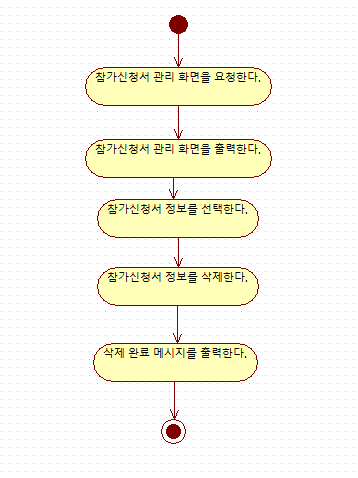 참가신청서 관리 화면을 요청한다.
참가신청서 관리 화면을 출력한다.
참가신청서 정보를 선택한다.
참가신청서 정보를 삭제한다.
삭제 완료 메시지를 출력한다.